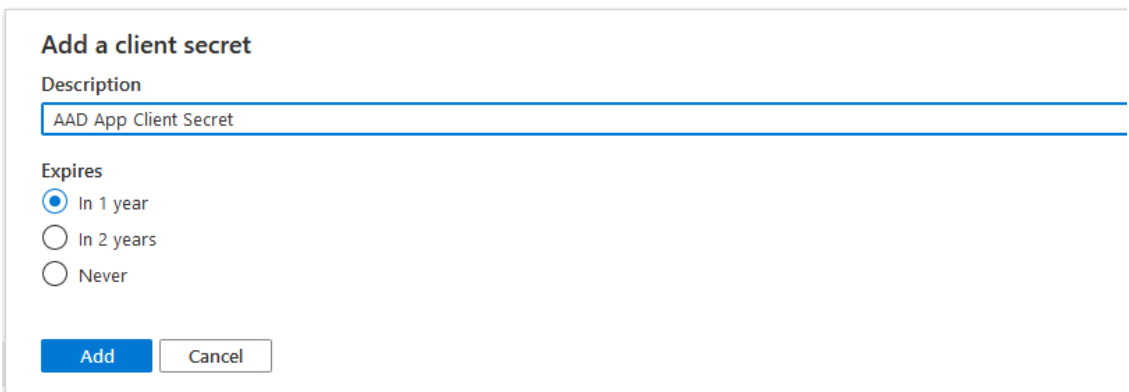 Add a client secret
Description
AAD App Client Secret
Expires
In 1 year
In 2 years
Never
Add Cancel